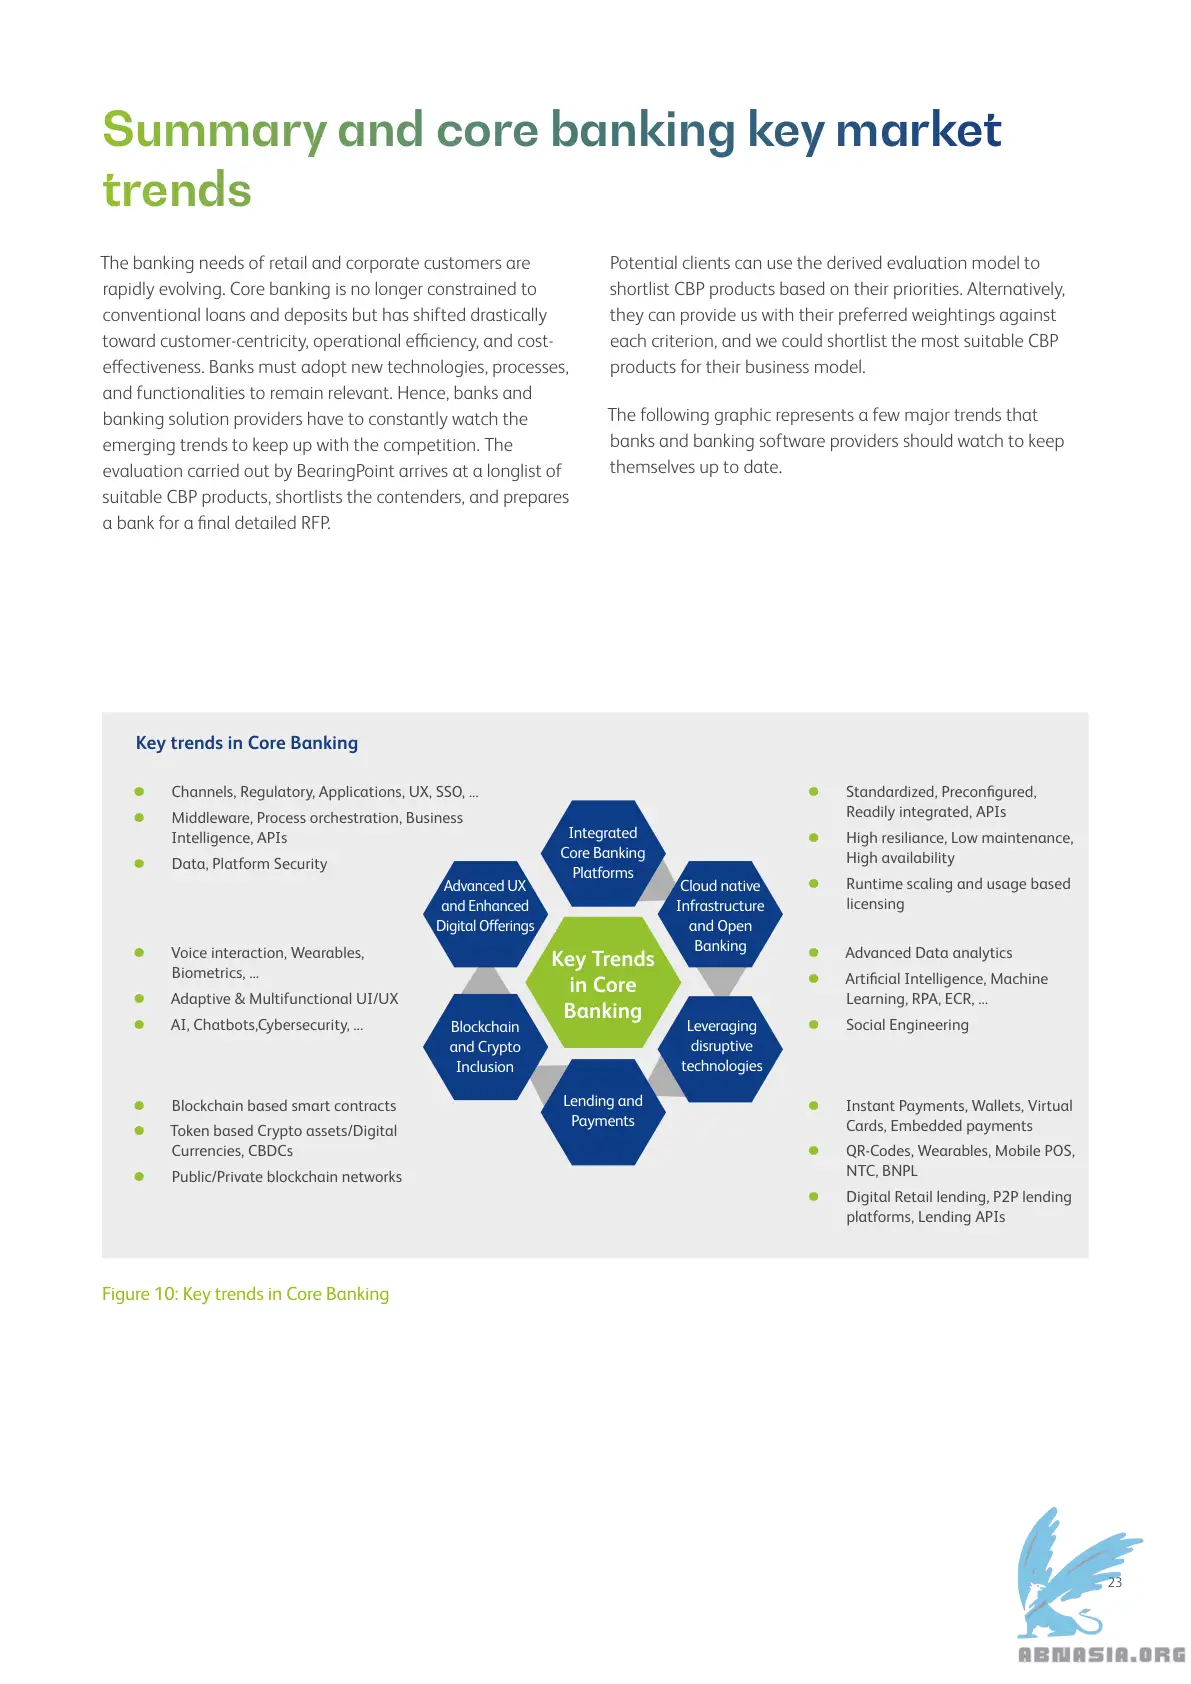 Summary and core banking key market
trends
The banking needs of retail and corporate customers are
rapidly evolving. Core banking is no longer constrained to
conventional loans and deposits but has shifted drastically
toward customer-centricity, operational efficiency, and cost-
effectiveness. Banks must adopt new technologies, processes,
and functionalities to remain relevant. Hence, banks and
banking solution providers have to constantly watch the
emerging trends to keep up with the competition. The
evaluation carried out by BearingPoint arrives at a longlist of
suitable CBP products, shortlists the contenders, and prepares
a bank for a final detailed RFP.
Potential clients can use the derived evaluation model to
shortlist CBP products based on their priorities. Alternatively,
they can provide us with their preferred weightings against
each criterion, and we could shortlist the most suitable CBP
products for their business model.
The following graphic represents a few major trends that
banks and banking software providers should watch to keep
themselves up to date.
Key trends in Core Banking
Channels, Regulatory, Applications, UX, SSO, ...
Middleware, Process orchestration, Business
Intelligence, APIs
Data, Platform Security
Voice interaction, Wearables,
Biometrics, ...
Adaptive & Multifunctional UI/UX
AI, Chatbots,Cybersecurity, ...
Blockchain based smart contracts
Token based Crypto assets/Digital
Currencies, CBDCs
Public/Private blockchain networks
Integrated
Core Banking
Platforms
Advanced UX
and Enhanced
Digital Offerings
Cloud native
Infrastructure
and Open
Banking
Key Trends
in Core
Banking
Blockchain
and Crypto
Inclusion
Leveraging
disruptive
technologies
Lending and
Payments
Standardized, Preconfigured,
Readily integrated, APIs
High resiliance, Low maintenance,
High availability
Runtime scaling and usage based
licensing
Advanced Data analytics
Artificial Intelligence, Machine
Learning, RPA, ECR, ...
Social Engineering
Instant Payments, Wallets, Virtual
Cards, Embedded payments
QR-Codes, Wearables, Mobile POS,
NTC, BNPL
Digital Retail lending, P2P lending
platforms, Lending APIs
Figure 10: Key trends in Core Banking
23
ABNASIA.ORG